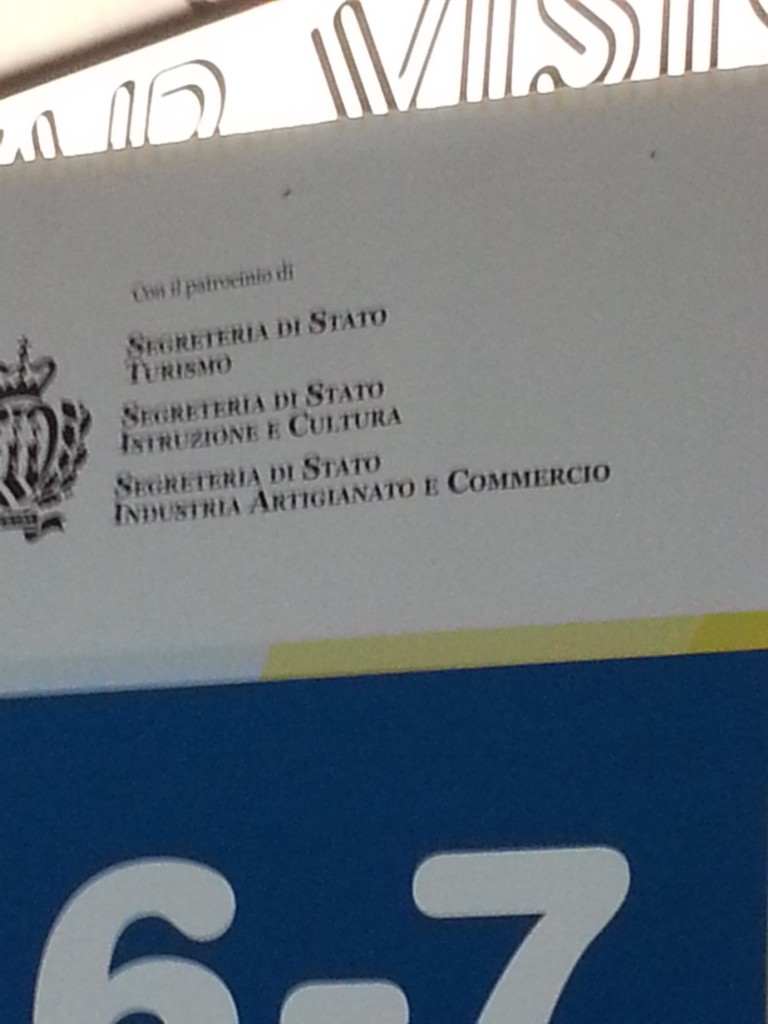 Con il patrocinio di
SEGRETERIA DI STATO
TURISMO
SEGRETERIA DI STATO
ISTRUZIONE E CULTURA
SEGRETERIA DI STATO
INDUSTRIA ARTIGIANATO E COMMERCIO
6-7